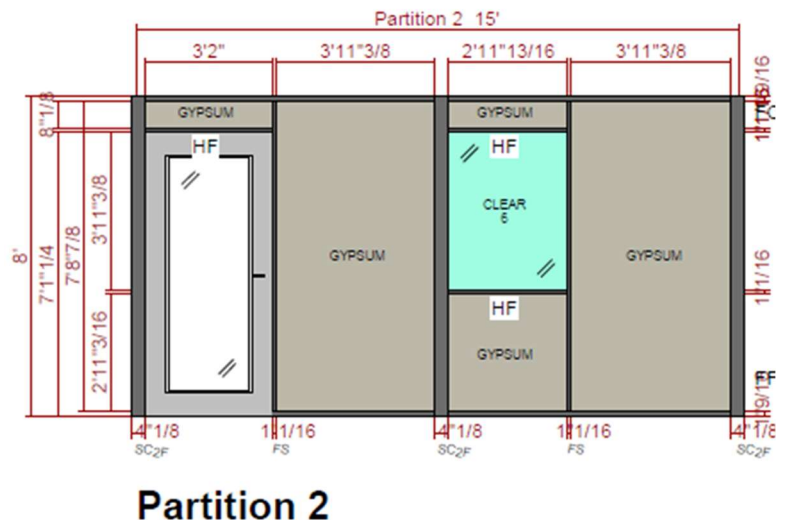 Partition 2 15'
3'2" 3'11"3/8 2'11"13/16 3'11"3/8
8"1/8
GYPSUM
GYPSUM
HF
HF
CLEAR
6
GYPSUM
GYPSUM
HF
GYPSUM
8'
7'1"1/4
7'8"7/8
3'11"3/8
2'11"3/16
1"1/16
4"1/8 1"1/16 4"1/8 1"1/16 4"1/8
SC2F FS SC2F FS SC2F
Partition 2